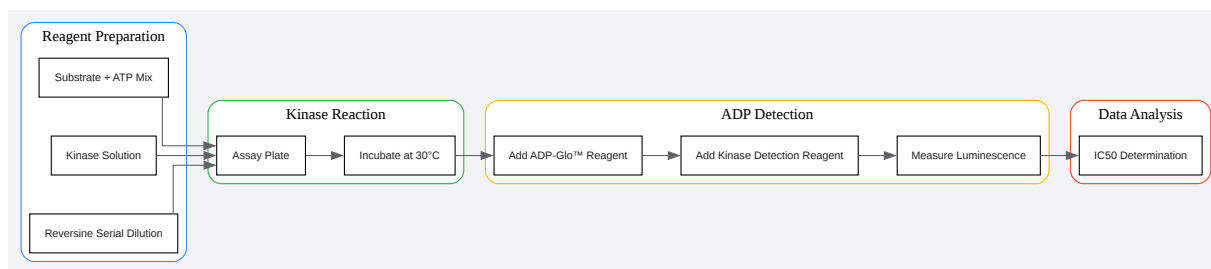 Reagent Preparation
Substrate + ATP Mix
Kinase Solution
Reversine Serial Dilution
Kinase Reaction
Assay Plate
Incubate at 30°C
ADP Detection
Add ADP-Glo™ Reagent
Add Kinase Detection Reagent
Measure Luminescence
Data Analysis
IC50 Determination